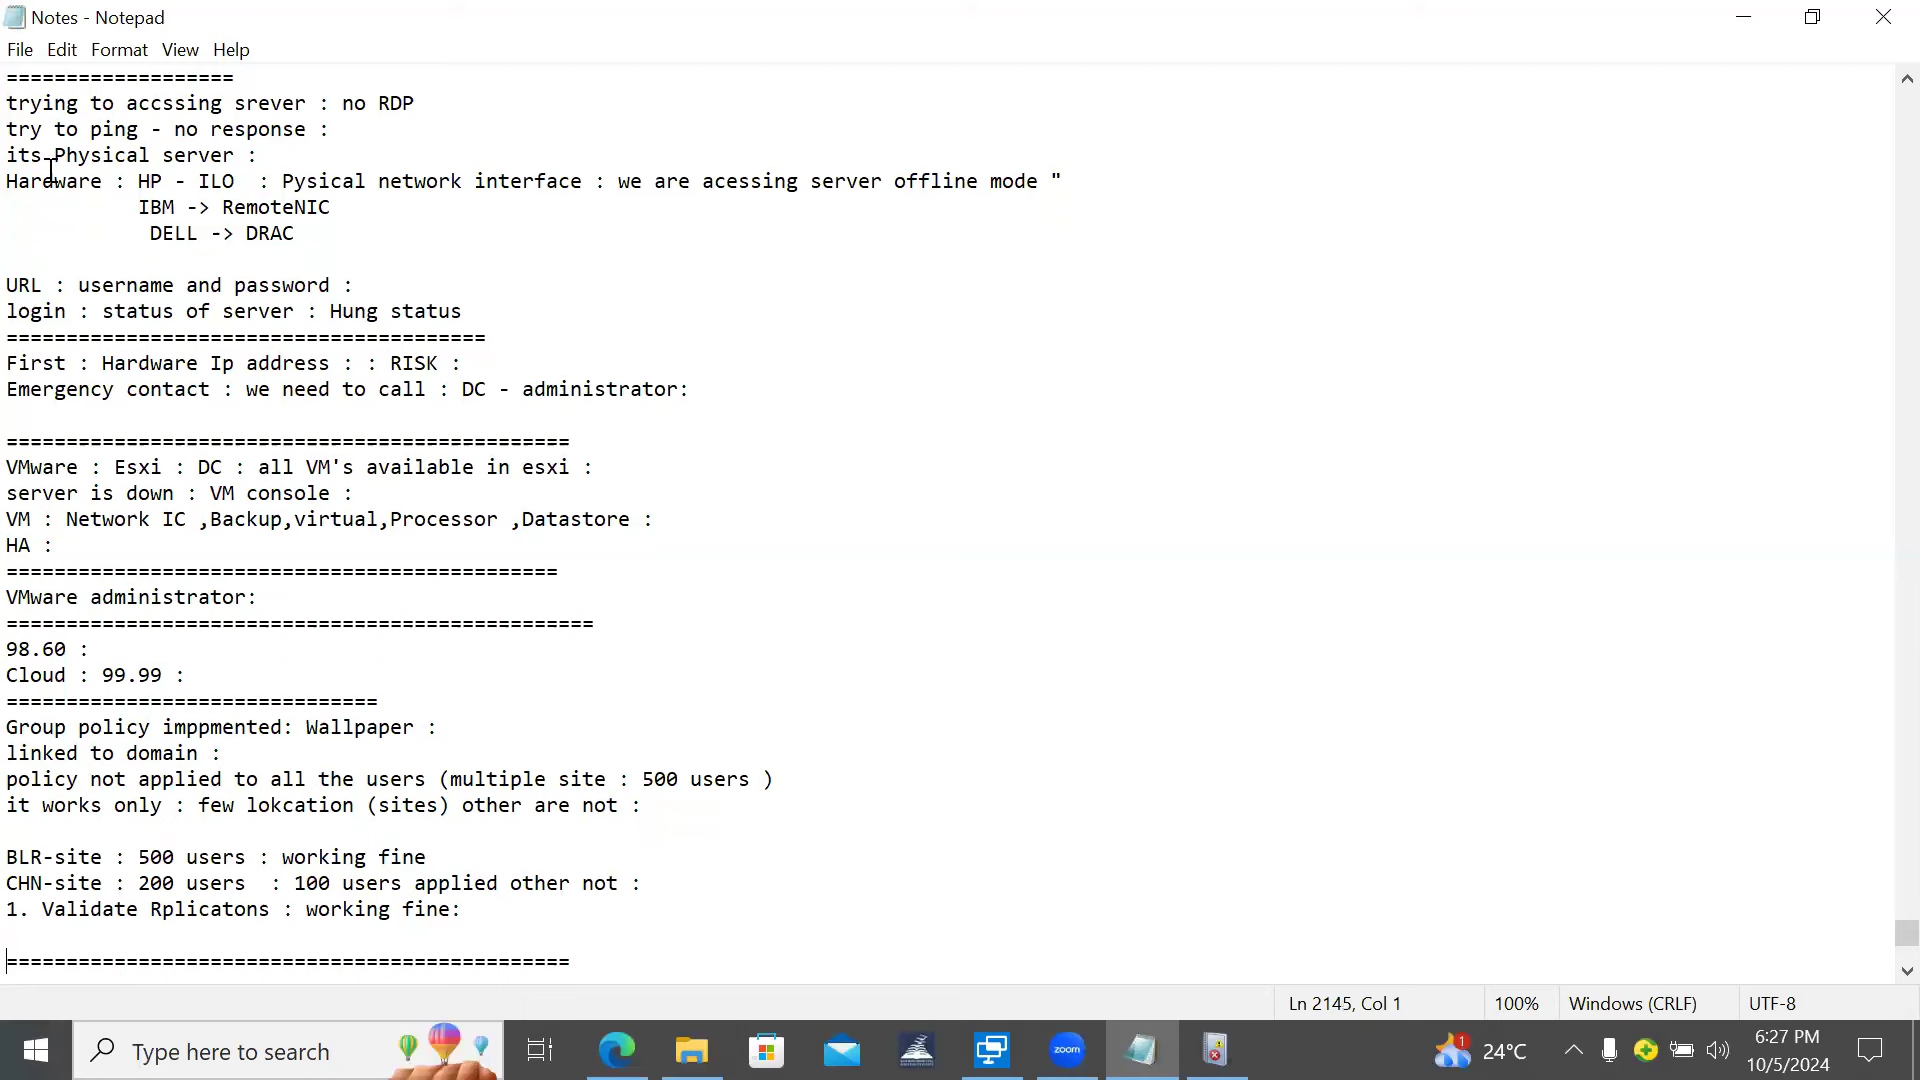 Notes - Notepad
File Edit Format View Help
===================
trying to accssing srever : no RDP
try to ping - no response :
its Physical server :
Hardware : HP - ILO  : Pysical network interface : we are acessing server offline mode "
IBM -> RemoteNIC
DELL -> DRAC
URL : username and password :
login : status of server : Hung status
========================================
First : Hardware Ip address : : RISK :
Emergency contact : we need to call : DC - administrator:
===============================================
VMware : Esxi : DC : all VM's available in esxi :
server is down : VM console :
VM : Network IC ,Backup,virtual,Processor ,Datastore :
HA :
==============================================
VMware administrator:
=================================================
98.60 :
Cloud : 99.99 :
===============================
Group policy imppmented: Wallpaper :
linked to domain :
policy not applied to all the users (multiple site : 500 users )
it works only : few lokcation (sites) other are not :
BLR-site : 500 users : working fine
CHN-site : 200 users  : 100 users applied other not :
1. Validate Rplicatons : working fine:
===============================================
Ln 2145, Col 1
100%
Windows (CRLF)
UTF-8
Type here to search
zoom
1
24°C
6:27 PM
10/5/2024